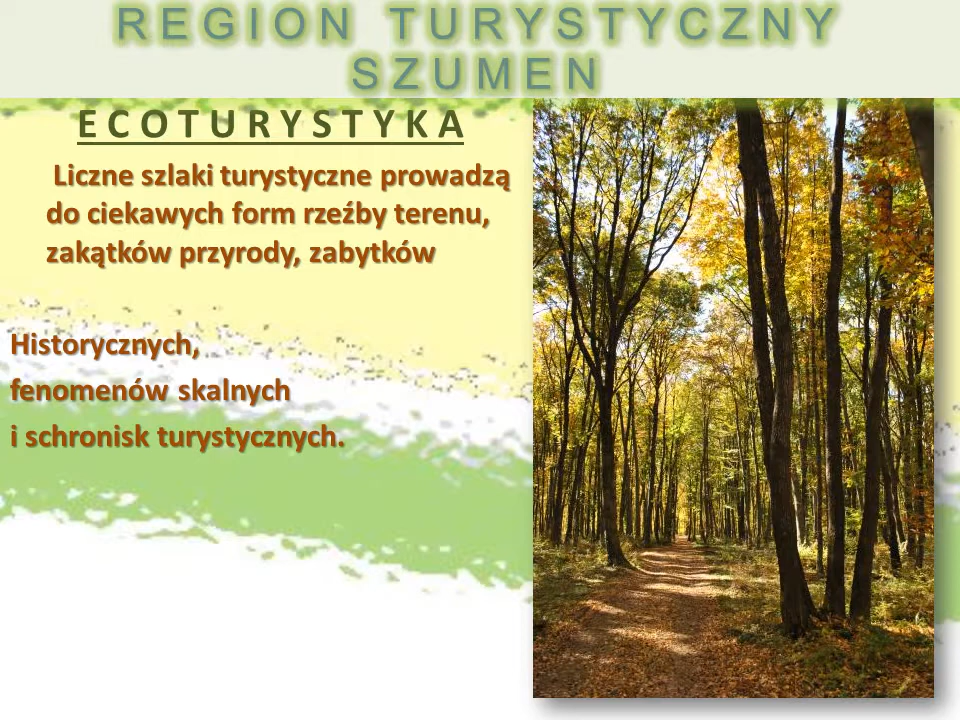 REGION TURYSTYCZNY
SZUMEN
ECOTURYSTYKA
Liczne szlaki turystyczne prowadzą
do ciekawych form rzeźby terenu,
zakątków przyrody, zabytków
Historycznych,
fenomenów skalnych
i schronisk turystycznych.